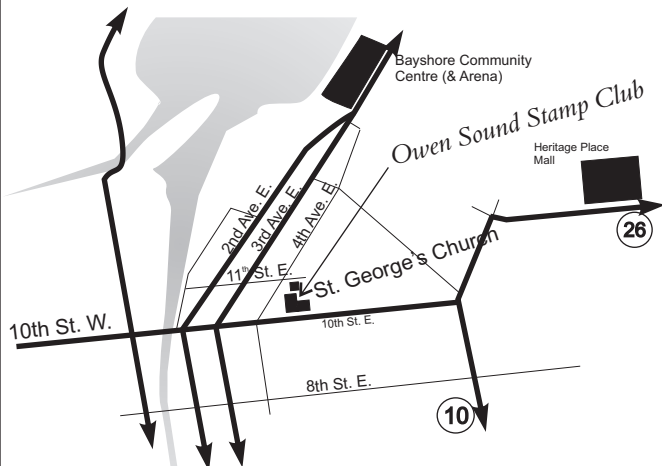 Bayshore Community
Centre (& Arena)
Owen Sound Stamp Club
Heritage Place
Mall
2nd Ave. E.
3rd Ave. E.
4th Ave. E.
26
11th St. E.
St. George's Church
10th St. W.
10th St. E.
8th St. E.
10